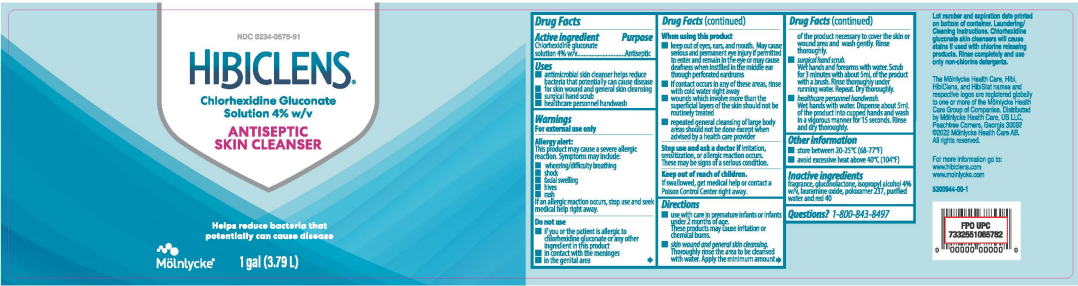 NDC 0234-0575-91
HIBICLENS®
Chlorhexidine Gluconate
Solution 4% w/v
ANTISEPTIC
SKIN CLEANSER
Helps reduce bacteria that
potentially can cause disease
Mölnlycke®
1 gal (3.79 L)
Drug Facts
Active ingredient Purpose
Chlorhexidine gluconate
solution 4% w/v..........................Antiseptic
Uses
■ antimicrobial skin cleanser helps reduce
bacteria that potentially can cause disease
■ for skin wound and general skin cleansing
■ surgical hand scrub
■ healthcare personnel handwash
Warnings
For external use only
Allergy alert:
This product may cause a severe allergic
reaction. Symptoms may include:
■ wheezing/difficulty breathing
■ shock
■ facial swelling
■ hives
■ rash
If an allergic reaction occurs, stop use and seek
medical help right away.
Do not use
■ if you or the patient is allergic to
chlorhexidine gluconate or any other
ingredient in this product
■ in contact with the meninges
■ in the genital area
Drug Facts (continued)
When using this product
■ keep out of eyes, ears, and mouth. May cause
serious and permanent eye injury if permitted
to enter and remain in the eye or may cause
deafness when instilled in the middle ear
through perforated eardrums
■ if contact occurs in any of these areas, rinse
with cold water right away
■ wounds which involve more than the
superficial layers of the skin should not be
routinely treated
■ repeated general cleansing of large body
areas should not be done except when
advised by a health care provider
Stop use and ask a doctor if irritation,
sensitization, or allergic reaction occurs.
These may be signs of a serious condition.
Keep out of reach of children.
If swallowed, get medical help or contact a
Poison Control Center right away.
Directions
■ use with care in premature infants or infants
under 2 months of age.
These products may cause irritation or
chemical burns.
■ skin wound and general skin cleansing.
Thoroughly rinse the area to be cleansed
with water. Apply the minimum amount
Drug Facts (continued)
of the product necessary to cover the skin or
wound area and wash gently. Rinse
thoroughly.
■ surgical hand scrub.
Wet hands and forearms with water. Scrub
for 3 minutes with about 5mL of the product
with a brush. Rinse thoroughly under
running water. Repeat. Dry thoroughly.
■ healthcare personnel handwash.
Wet hands with water. Dispense about 5mL
of the product into cupped hands and wash
in a vigorous manner for 15 seconds. Rinse
and dry thoroughly.
Other information
■ store between 20-25°C (68-77°F)
■ avoid excessive heat above 40°C (104°F)
Inactive ingredients
fragrance, gluconolactone, isopropyl alcohol 4%
w/v, lauramine oxide, poloxamer 237, purified
water and red 40
Questions? 1-800-843-8497
Lot number and expiration date printed
on bottom of container. Laundering/
Cleaning Instructions. Chlorhexidine
gluconate skin cleansers will cause
stains if used with chlorine releasing
products. Rinse completely and use
only non-chlorine detergents.
The Mölnlycke Health Care, Hibi,
HibiClens, and HibiStat names and
respective logos are registered globally
to one or more of the Mölnlycke Health
Care Group of Companies. Distributed
by Mölnlycke Health Care, US LLC,
Peachtree Corners, Georgia 30092
©2022 Mölnlycke Health Care AB.
All rights reserved.
For more information go to:
www.hibiclens.com
www.molnlycke.com
5200944-00-1
FPO UPC
7332551065782
0 00000 00000 0